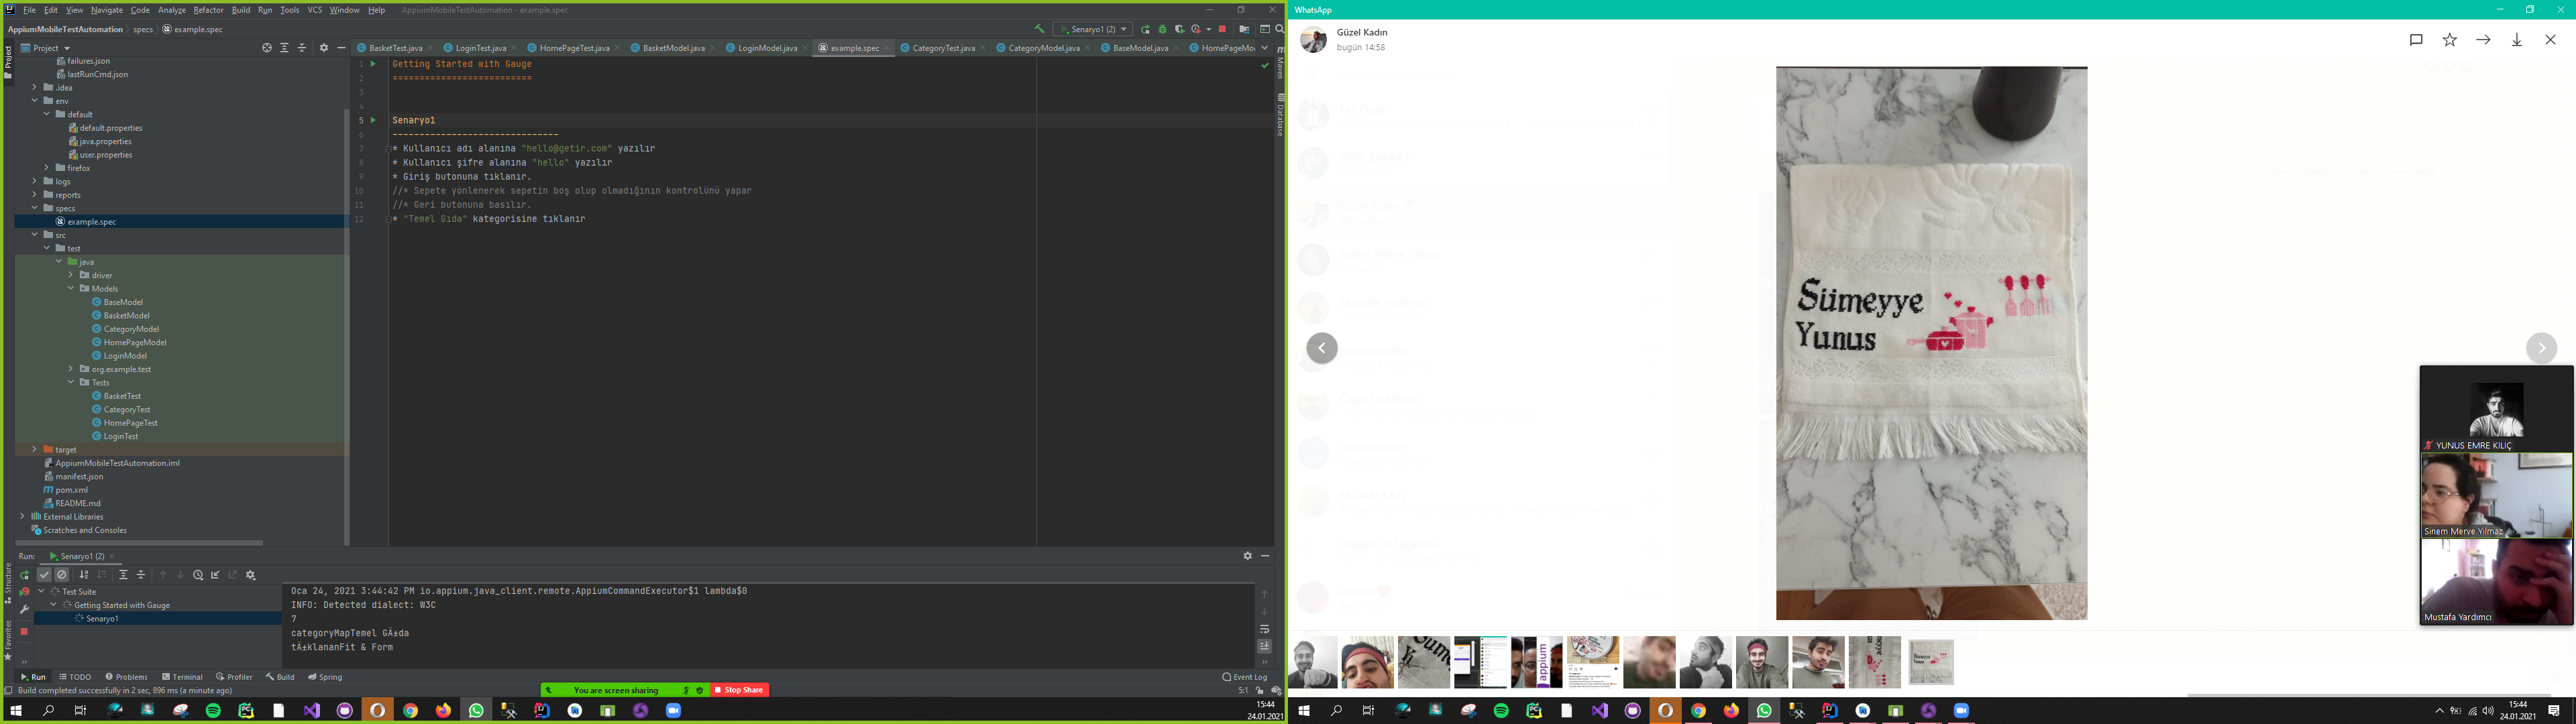 File Edit View Navigate Code Analyze Refactor Build Run Tools VCS Window Help AppiumMobileTestAutomation - example.spec
AppiumMobileTestAutomation specs example.spec
Senaryo1 (2)
Project
BasketTest.java LoginTest.java HomePageTest.java BasketModel.java LoginModel.java example.spec CategoryTest.java CategoryModel.java BaseModel.java HomePageMo
Project
Maven
Database
Structure
Favorites
failures.json
lastRunCmd.json
.idea
env
default
default.properties
java.properties
user.properties
firefox
logs
reports
specs
example.spec
src
test
java
driver
Models
BaseModel
BasketModel
CategoryModel
HomePageModel
LoginModel
org.example.test
Tests
BasketTest
CategoryTest
HomePageTest
LoginTest
target
AppiumMobileTestAutomation.iml
manifest.json
pom.xml
README.md
External Libraries
Scratches and Consoles
1 Getting Started with Gauge
2 ==========================
3
4
5 Senaryo1
6 -------------------------------
7 * Kullanıcı adı alanına "hello@getir.com" yazılır
8 * Kullanıcı şifre alanına "hello" yazılır
9 * Giriş butonuna tıklanır.
10 //* Sepete yönlenerek sepetin boş olup olmadığının kontrolünü yapar
11 //* Geri butonuna basılır.
12 * "Temel Gıda" kategorisine tıklanır
Run: Senaryo1 (2)
Test Suite
Getting Started with Gauge
Senaryo1
Oca 24, 2021 3:44:42 PM io.appium.java_client.remote.AppiumCommandExecutor$1 lambda$0
INFO: Detected dialect: W3C
7
categoryMapTemel GÄ±da
tÄ±klananFit & Form
Run TODO Problems Terminal Profiler Build Spring
Event Log
Build completed successfully in 2 sec, 896 ms (a minute ago)
5:1
You are screen sharing
Stop Share
15:44
24.01.2021
WhatsApp
Güzel Kadın
bugün 14:58
Sümeyye
Yunus
YUNUS EMRE KILIÇ
Sinem Merve Yılmaz
Mustafa Yardımcı
appium
15:44
24.01.2021